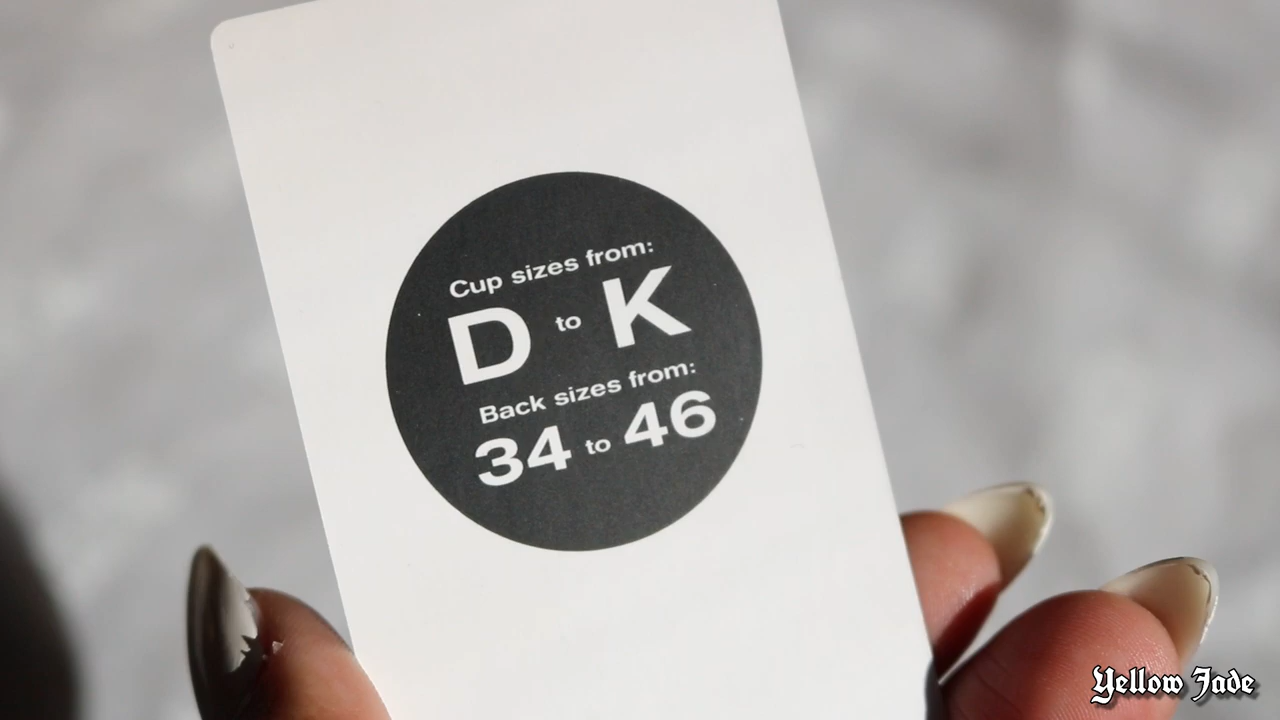 Cup sizes from:
D to K
Back sizes from:
34 to 46
Yellow Jade